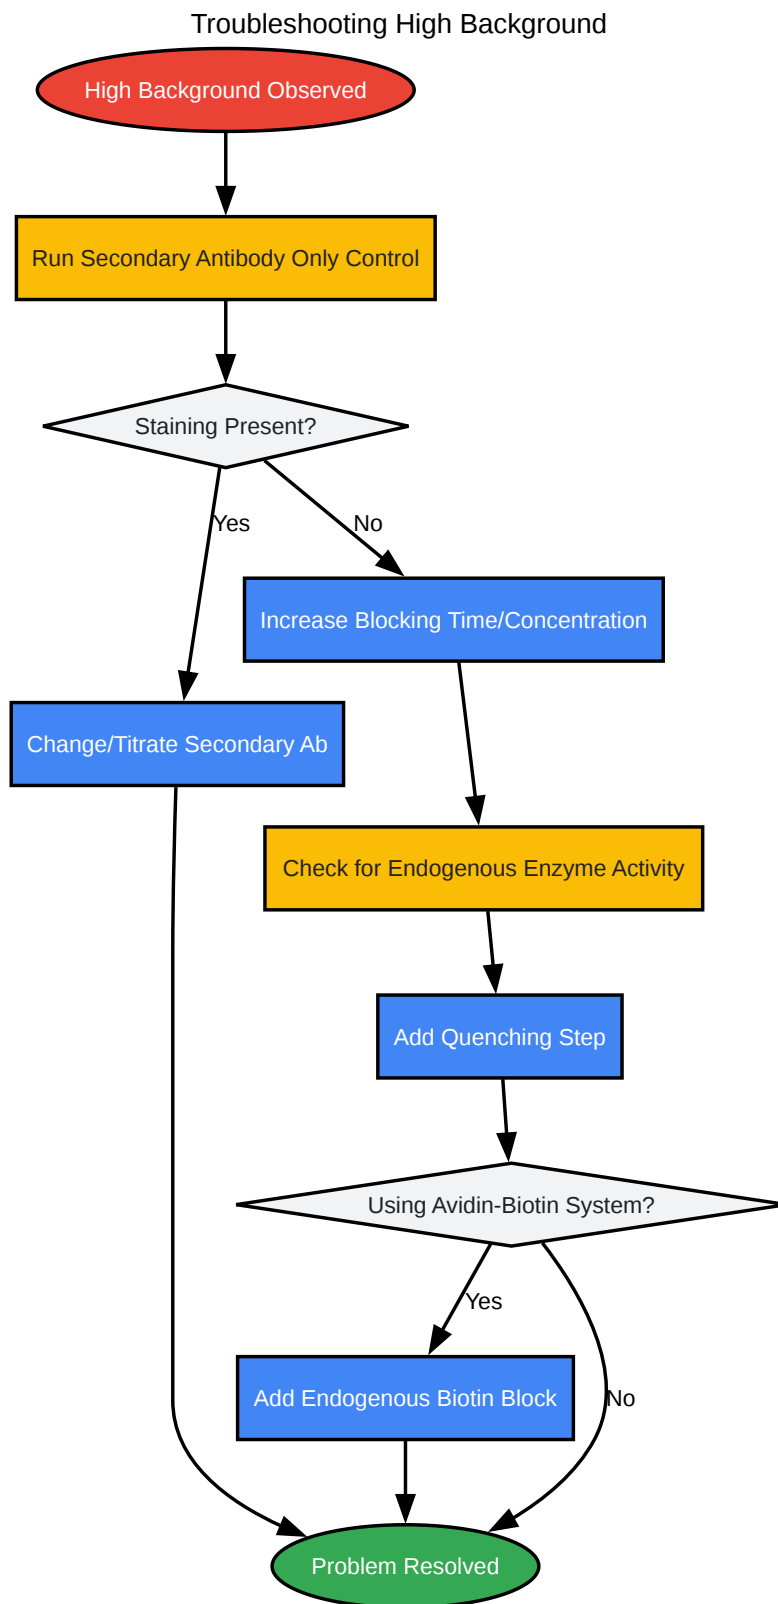 Troubleshooting High Background
High Background Observed
Run Secondary Antibody Only Control
Staining Present?
Yes
No
Increase Blocking Time/Concentration
Change/Titrate Secondary Ab
Check for Endogenous Enzyme Activity
Add Quenching Step
Using Avidin-Biotin System?
Yes
Add Endogenous Biotin Block
No
Problem Resolved